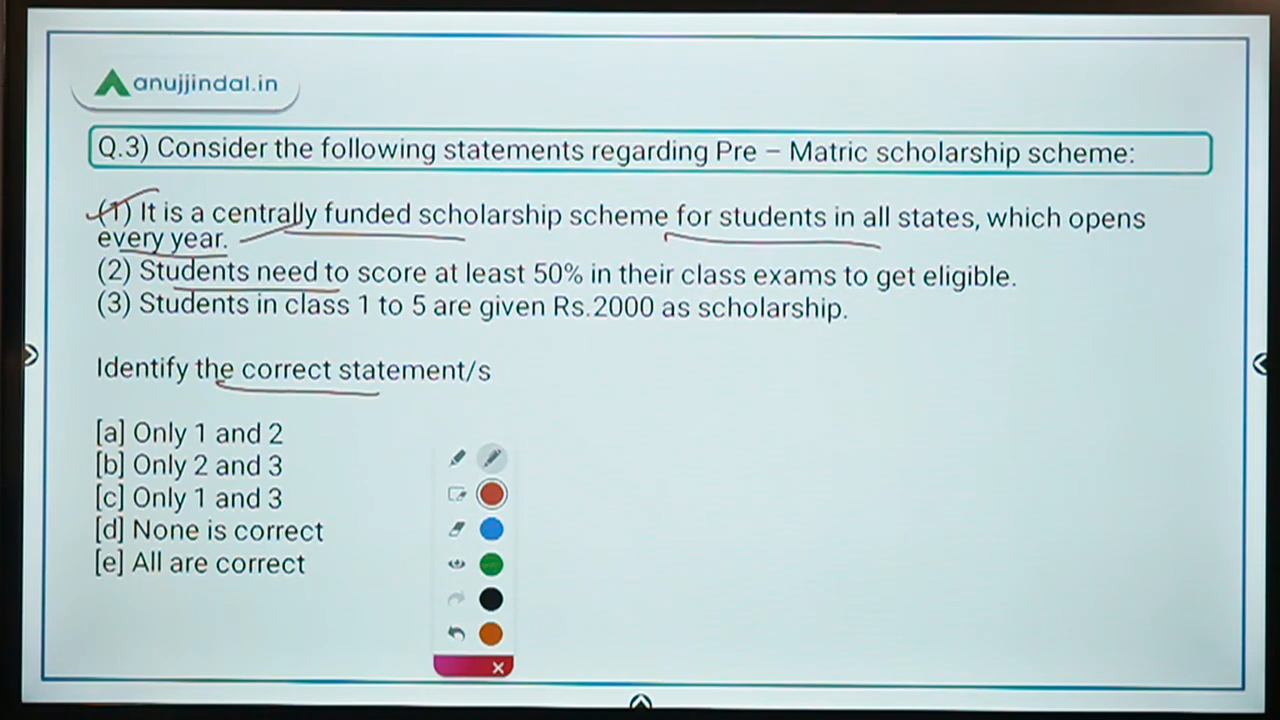 anujjindal.in
Q.3) Consider the following statements regarding Pre – Matric scholarship scheme:
(1) It is a centrally funded scholarship scheme for students in all states, which opens
every year.
(2) Students need to score at least 50% in their class exams to get eligible.
(3) Students in class 1 to 5 are given Rs.2000 as scholarship.
Identify the correct statement/s
[a] Only 1 and 2
[b] Only 2 and 3
[c] Only 1 and 3
[d] None is correct
[e] All are correct